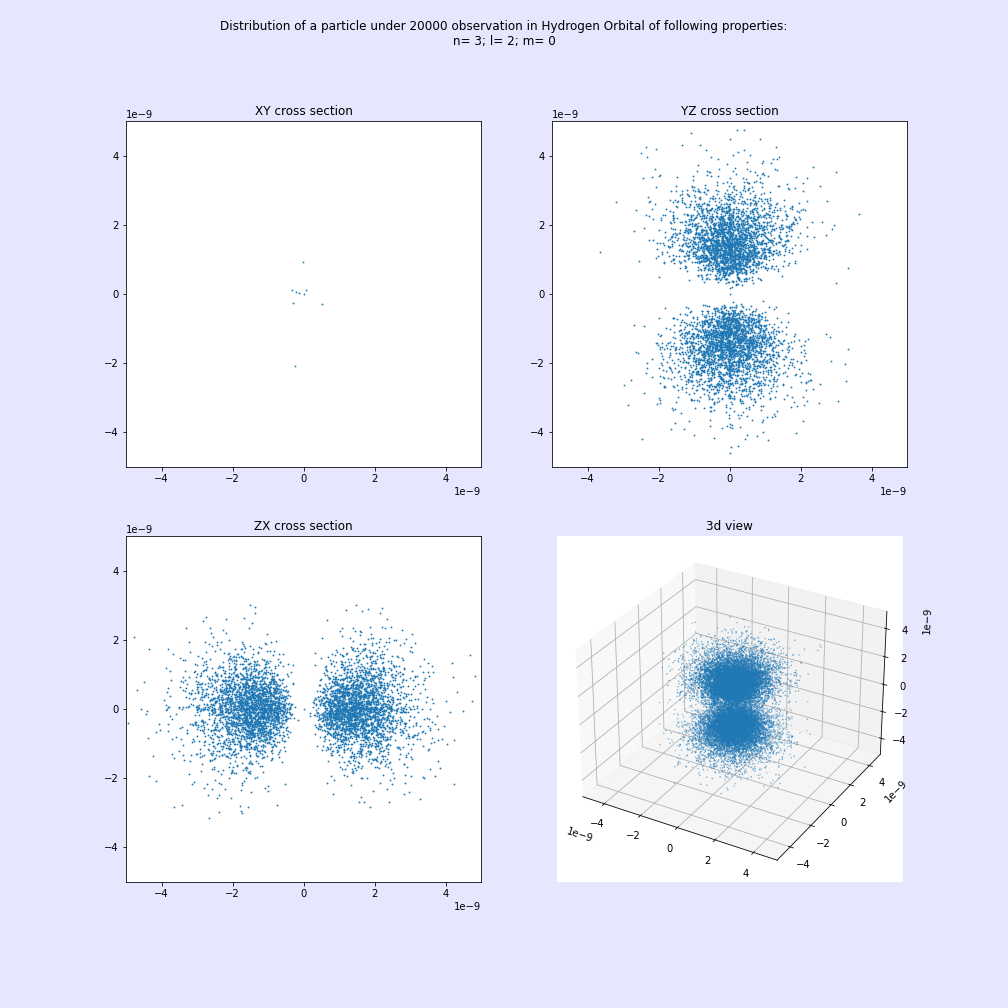 Distribution of a particle under 20000 observation in Hydrogen Orbital of following properties:
n= 3; l= 2; m= 0
XY cross section
1e−9
4
2
0
−2
−4
−4 −2 0 2 4
1e−9
YZ cross section
1e−9
4
2
0
−2
−4
−4 −2 0 2 4
1e−9
ZX cross section
1e−9
4
2
0
−2
−4
−4 −2 0 2 4
1e−9
3d view
1e−9
4
2
0
−2
−4
4
2
0
−2
−4
1e−9
−4
−2
0
2
4
1e−9